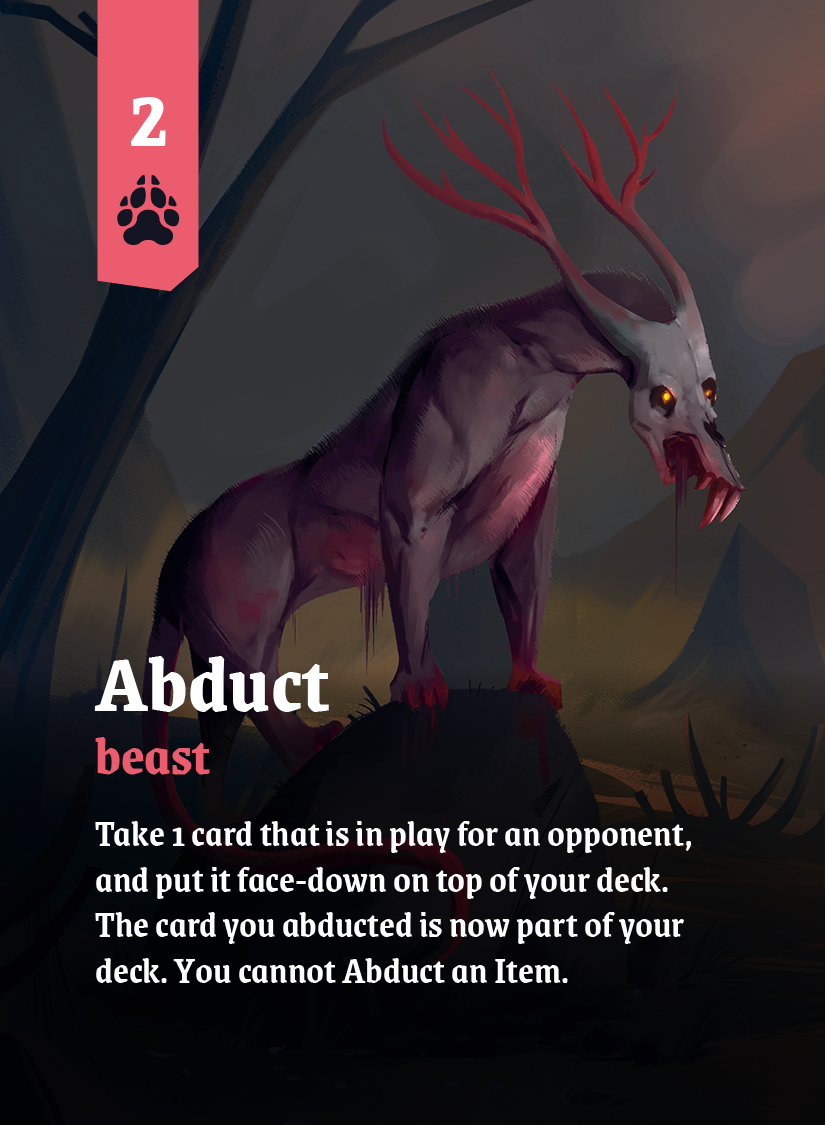 2
Abduct
beast
Take 1 card that is in play for an opponent,
and put it face-down on top of your deck.
The card you abducted is now part of your
deck. You cannot Abduct an Item.